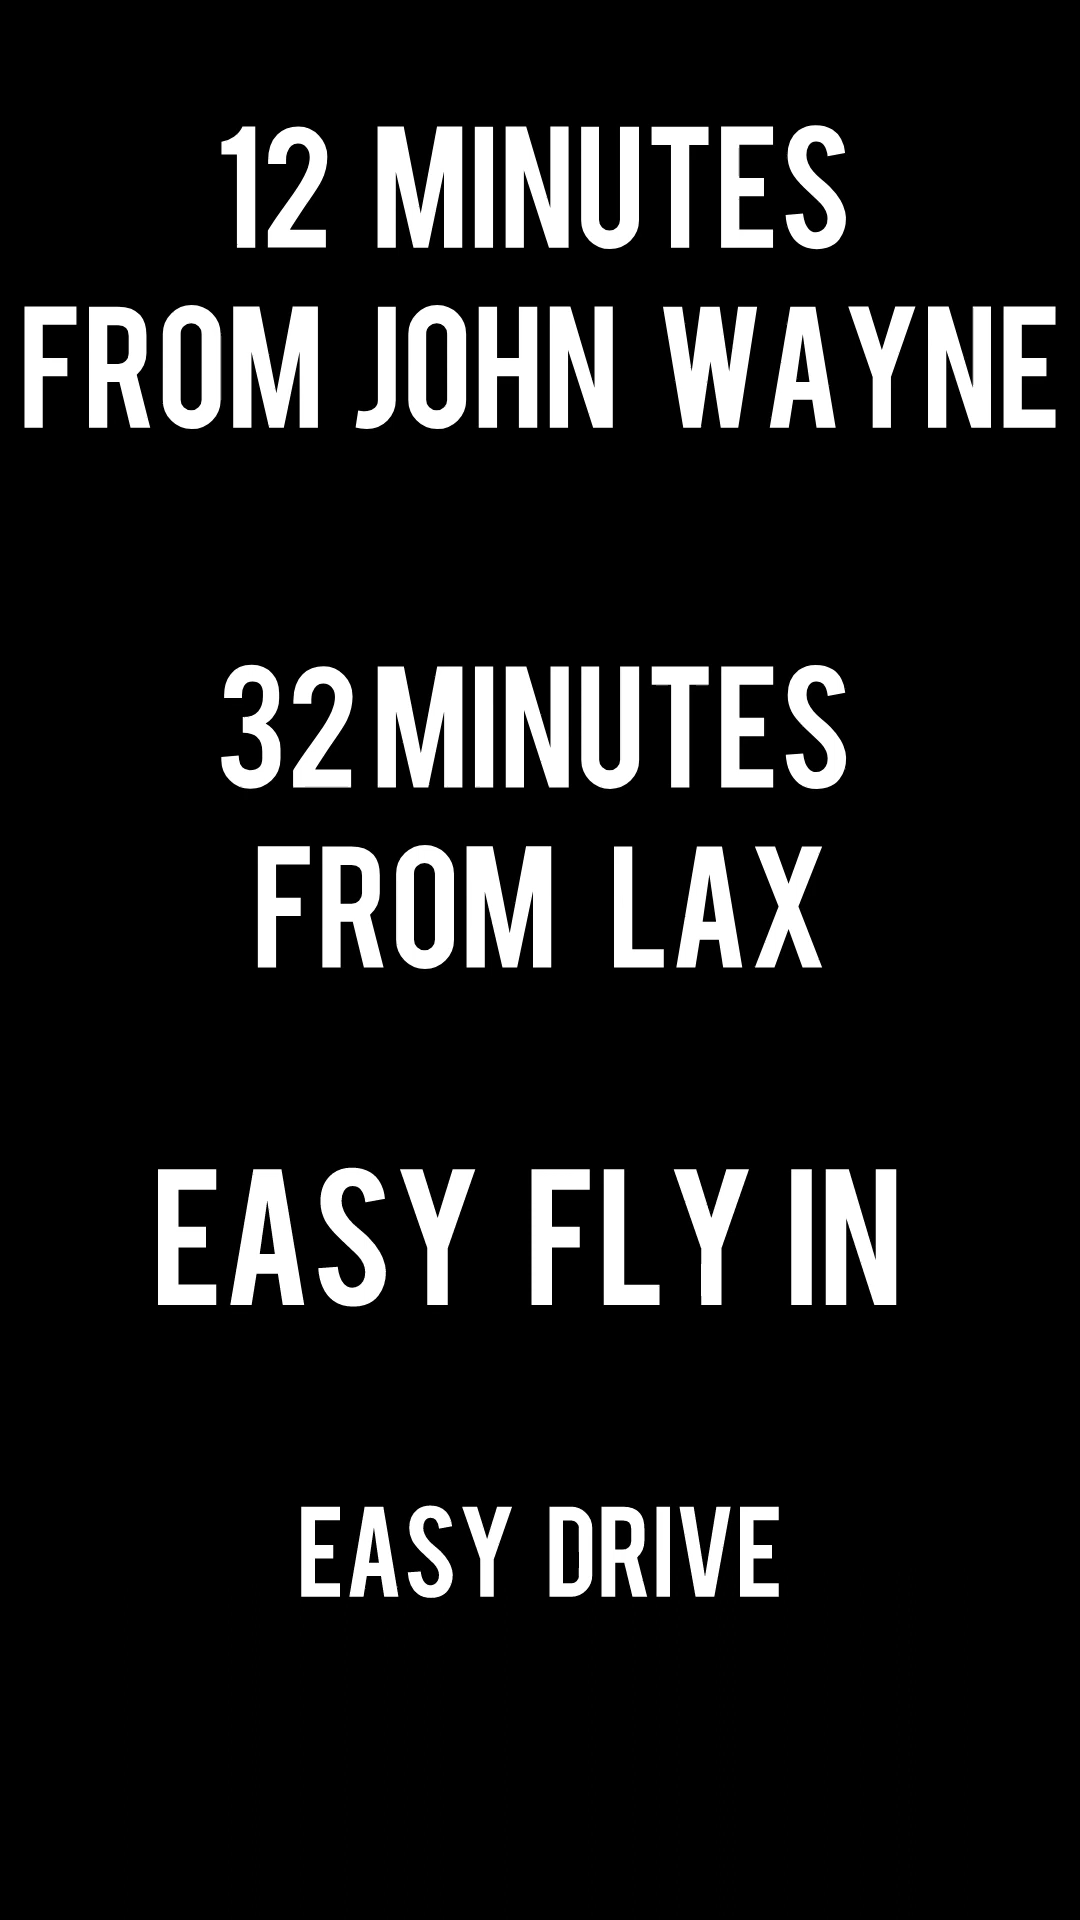 12 MINUTES
FROM JOHN WAYNE
32 MINUTES
FROM LAX
EASY FLY IN
EASY DRIVE